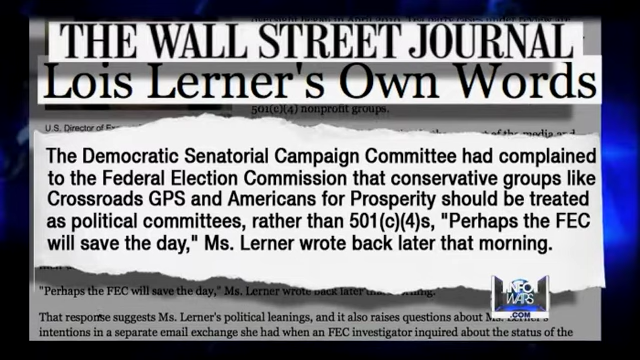 THE WALL STREET JOURNAL
Lois Lerner's Own Words
501(c)(4) nonprofit groups.
U.S. Director of
The Democratic Senatorial Campaign Committee had complained
to the Federal Election Commission that conservative groups like
Crossroads GPS and Americans for Prosperity should be treated
as political committees, rather than 501(c)(4)s, "Perhaps the FEC
will save the day," Ms. Lerner wrote back later that morning.
"Perhaps the FEC will save the day," Ms. Lerner wrote back later
That response suggests Ms. Lerner's political leanings, and it also raises questions about Ms. Lerner's
intentions in a separate email exchange she had when an FEC investigator inquired about the status of the
INFO
WARS
.COM